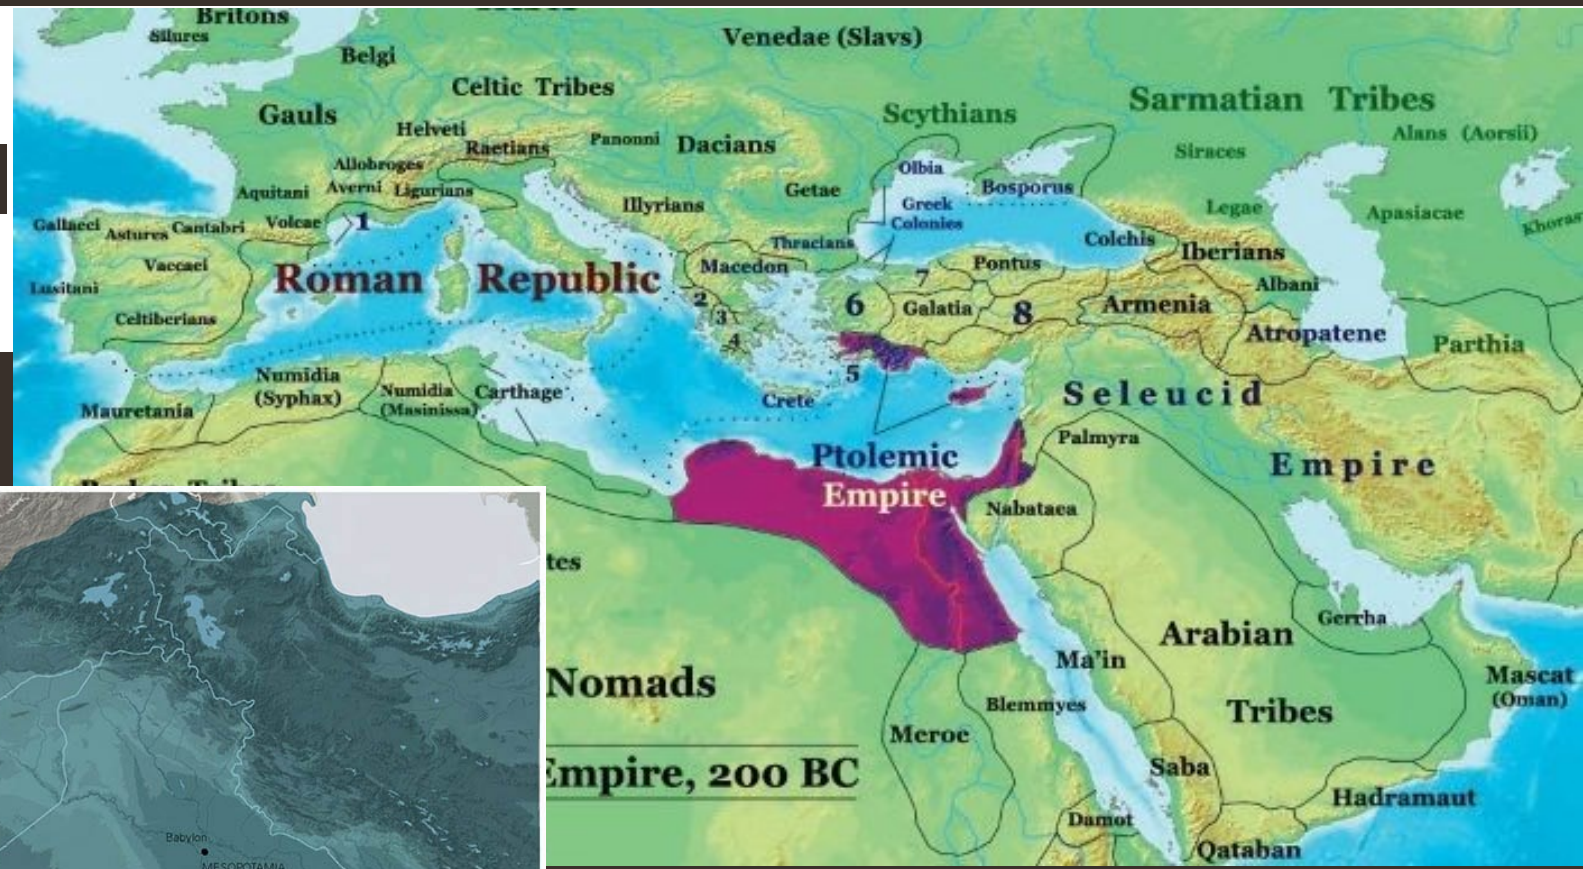 Britons
Silures
Belgi
Venedae (Slavs)
Celtic Tribes
Gauls
Sarmatian Tribes
Scythians
Alans (Aorsii)
Helveti
Raetians
Panonni
Dacians
Siraces
Allobroges
Olbia
Aquitani
Averni
Ligurians
Getae
Bosporus
Illyrians
Greek
Colonies
Legae
Apasiacae
Gallaeci
Astures
Cantabri
Volcae
1
Thracians
Colchis
Iberians
Vaccaei
Roman Republic
Macedon
7
Pontus
Lusitani
Albani
Celtiberians
2
3
4
6
Galatia
8
Armenia
Atropatene
Parthia
5
Numidia
(Syphax)
Numidia
(Masinissa)
Carthage
Mauretania
Crete
Seleucid
Empire
Palmyra
Ptolemic
Empire
Nabataea
tes
Gerrha
Arabian
Tribes
Ma'in
Mascat
(Oman)
Nomads
Blemmyes
Meroe
Empire, 200 BC
Saba
Hadramaut
Damot
Qataban
Babylon
MESOPOTAMIA